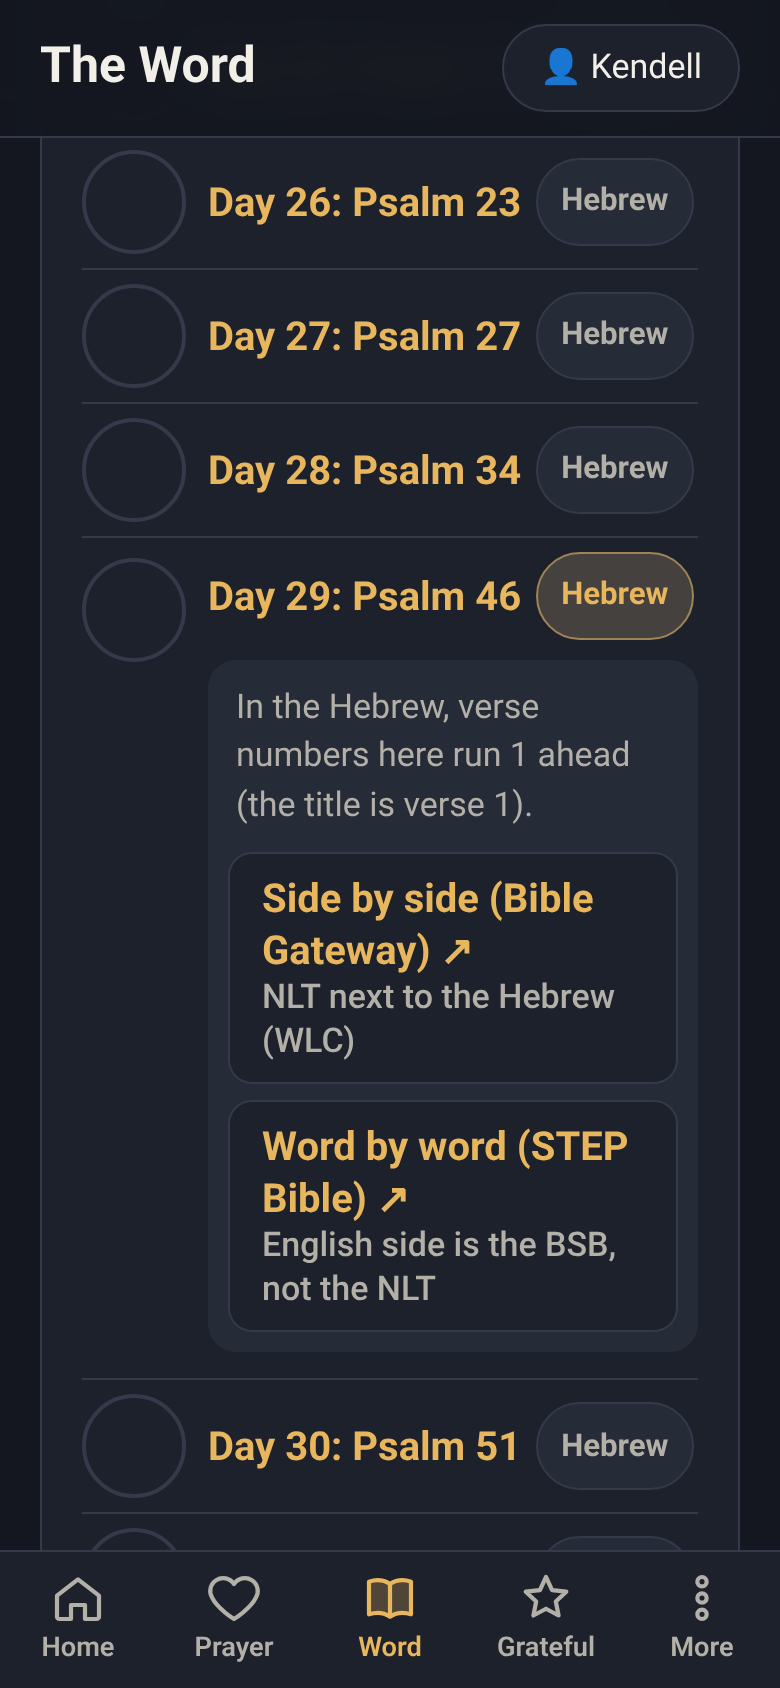 The Word
Kendell
Day 26: Psalm 23
Hebrew
Day 27: Psalm 27
Hebrew
Day 28: Psalm 34
Hebrew
Day 29: Psalm 46
Hebrew
In the Hebrew, verse
numbers here run 1 ahead
(the title is verse 1).
Side by side (Bible
Gateway) ↗
NLT next to the Hebrew
(WLC)
Word by word (STEP
Bible) ↗
English side is the BSB,
not the NLT
Day 30: Psalm 51
Hebrew
Home
Prayer
Word
Grateful
More